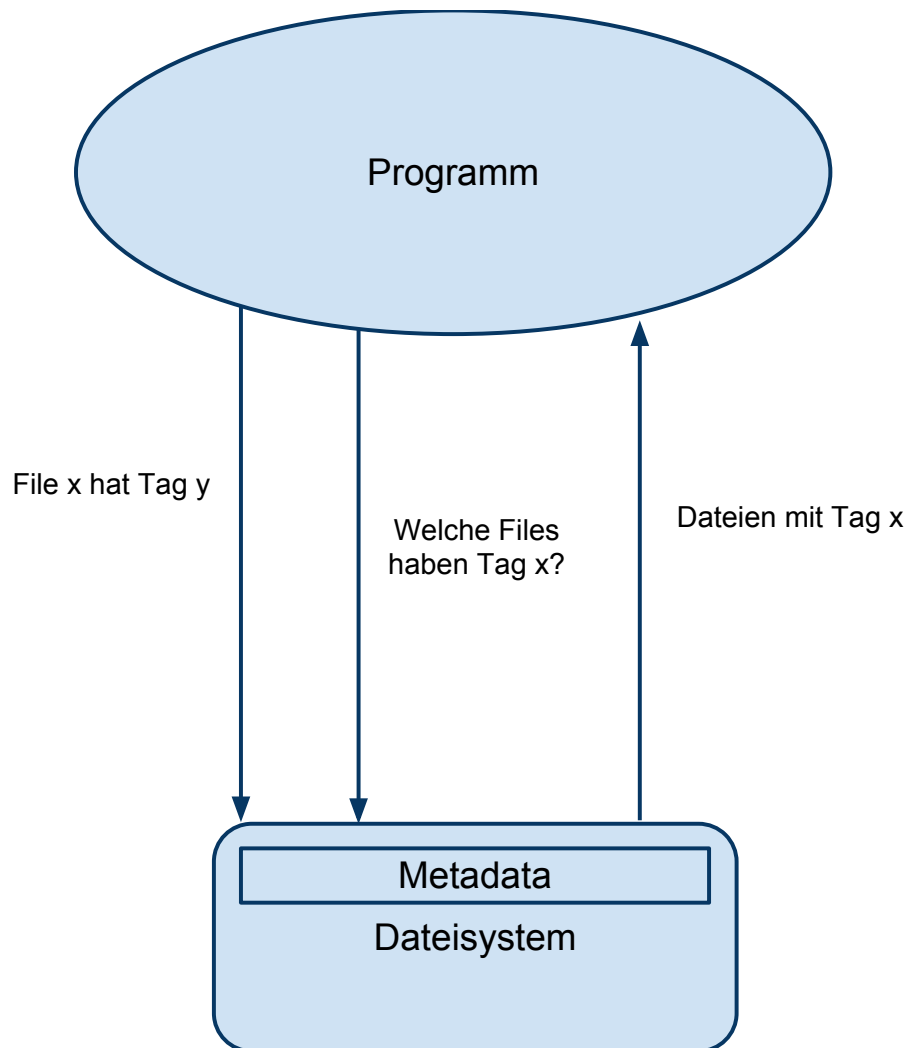 Programm
File x hat Tag y
Welche Files
haben Tag x?
Dateien mit Tag x
Metadata
Dateisystem